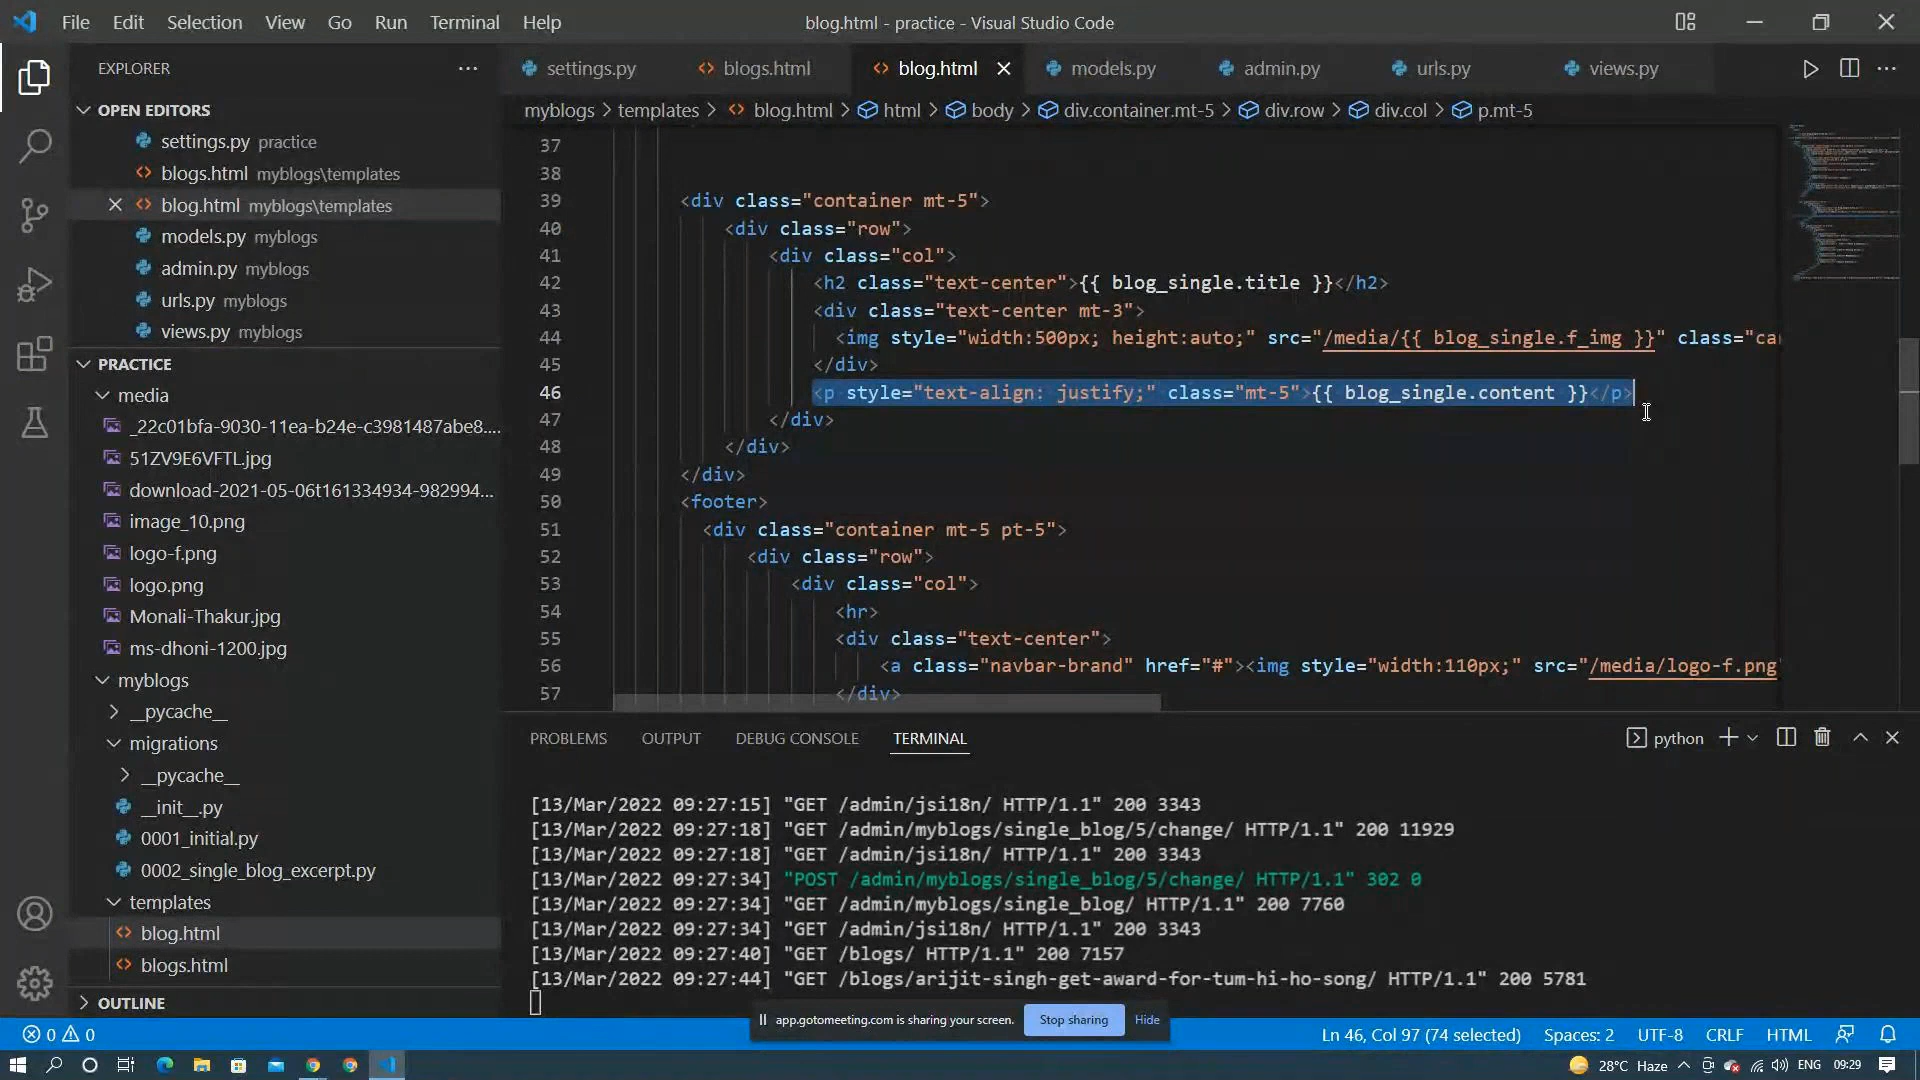 File Edit Selection View Go Run Terminal Help blog.html - practice - Visual Studio Code
EXPLORER
OPEN EDITORS
settings.py practice
blogs.html myblogs\templates
blog.html myblogs\templates
models.py myblogs
admin.py myblogs
urls.py myblogs
views.py myblogs
PRACTICE
media
_22c01bfa-9030-11ea-b24e-c3981487abe8....
51ZV9E6VFTL.jpg
download-2021-05-06t161334934-982994...
image_10.png
logo-f.png
logo.png
Monali-Thakur.jpg
ms-dhoni-1200.jpg
myblogs
__pycache__
migrations
__pycache__
__init__.py
0001_initial.py
0002_single_blog_excerpt.py
templates
blog.html
blogs.html
OUTLINE
settings.py blogs.html blog.html models.py admin.py urls.py views.py
myblogs > templates > blog.html > html > body > div.container.mt-5 > div.row > div.col > p.mt-5
37
38
39 <div class="container mt-5">
40 <div class="row">
41 <div class="col">
42 <h2 class="text-center">{{ blog_single.title }}</h2>
43 <div class="text-center mt-3">
44 <img style="width:500px; height:auto;" src="/media/{{ blog_single.f_img }}" class="ca
45 </div>
46 <p style="text-align: justify;" class="mt-5">{{ blog_single.content }}</p>
47 </div>
48 </div>
49 </div>
50 <footer>
51 <div class="container mt-5 pt-5">
52 <div class="row">
53 <div class="col">
54 <hr>
55 <div class="text-center">
56 <a class="navbar-brand" href="#"><img style="width:110px;" src="/media/logo-f.png
57 </div>
PROBLEMS OUTPUT DEBUG CONSOLE TERMINAL python
[13/Mar/2022 09:27:15] "GET /admin/jsi18n/ HTTP/1.1" 200 3343
[13/Mar/2022 09:27:18] "GET /admin/myblogs/single_blog/5/change/ HTTP/1.1" 200 11929
[13/Mar/2022 09:27:18] "GET /admin/jsi18n/ HTTP/1.1" 200 3343
[13/Mar/2022 09:27:34] "POST /admin/myblogs/single_blog/5/change/ HTTP/1.1" 302 0
[13/Mar/2022 09:27:34] "GET /admin/myblogs/single_blog/ HTTP/1.1" 200 7760
[13/Mar/2022 09:27:34] "GET /admin/jsi18n/ HTTP/1.1" 200 3343
[13/Mar/2022 09:27:40] "GET /blogs/ HTTP/1.1" 200 7157
[13/Mar/2022 09:27:44] "GET /blogs/arijit-singh-get-award-for-tum-hi-ho-song/ HTTP/1.1" 200 5781
app.gotomeeting.com is sharing your screen. Stop sharing Hide
0 0 Ln 46, Col 97 (74 selected) Spaces: 2 UTF-8 CRLF HTML
28°C Haze ENG 09:29